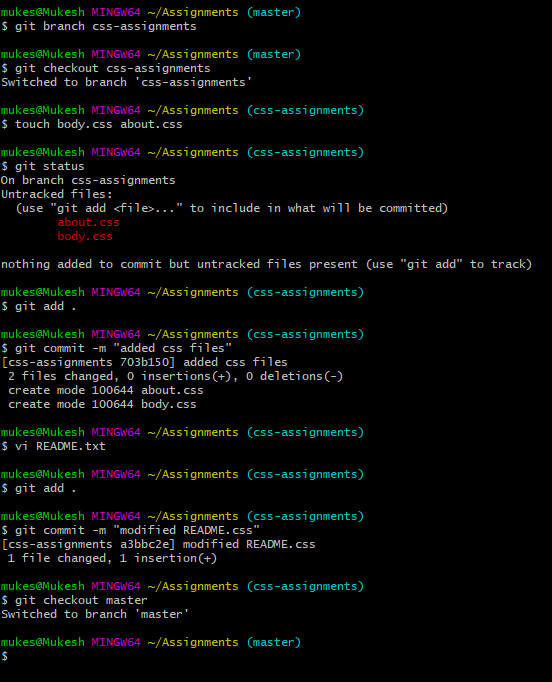 mukes@Mukesh MINGW64 ~/Assignments (master)
$ git branch css-assignments
mukes@Mukesh MINGW64 ~/Assignments (master)
$ git checkout css-assignments
Switched to branch 'css-assignments'
mukes@Mukesh MINGW64 ~/Assignments (css-assignments)
$ touch body.css about.css
mukes@Mukesh MINGW64 ~/Assignments (css-assignments)
$ git status
On branch css-assignments
Untracked files:
(use "git add <file>..." to include in what will be committed)
about.css
body.css
nothing added to commit but untracked files present (use "git add" to track)
mukes@Mukesh MINGW64 ~/Assignments (css-assignments)
$ git add .
mukes@Mukesh MINGW64 ~/Assignments (css-assignments)
$ git commit -m "added css files"
[css-assignments 703b150] added css files
2 files changed, 0 insertions(+), 0 deletions(-)
create mode 100644 about.css
create mode 100644 body.css
mukes@Mukesh MINGW64 ~/Assignments (css-assignments)
$ vi README.txt
mukes@Mukesh MINGW64 ~/Assignments (css-assignments)
$ git add .
mukes@Mukesh MINGW64 ~/Assignments (css-assignments)
$ git commit -m "modified README.css"
[css-assignments a3bbc2e] modified README.css
1 file changed, 1 insertion(+)
mukes@Mukesh MINGW64 ~/Assignments (css-assignments)
$ git checkout master
Switched to branch 'master'
mukes@Mukesh MINGW64 ~/Assignments (master)
$